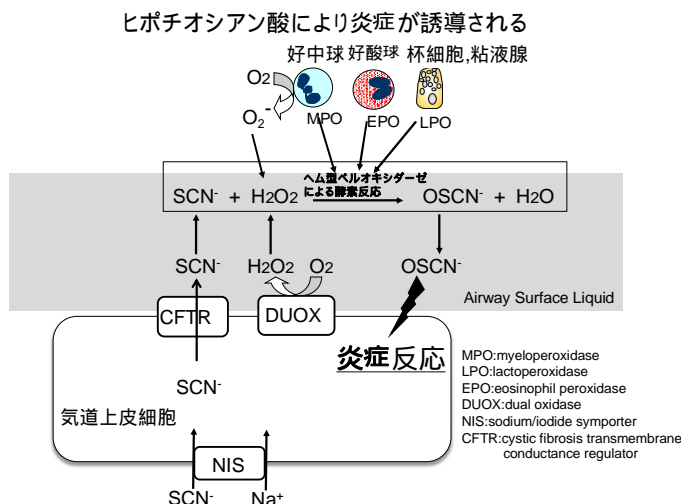 ヒポチオシアン酸により炎症が誘導される
好中球 好酸球 杯細胞,粘液腺
O2
O2-
MPO
EPO
LPO
ヘム型ペルオキシダーゼ
による酵素反応
SCN- + H2O2
OSCN- + H2O
SCN-
H2O2
O2
OSCN-
Airway Surface Liquid
CFTR
DUOX
炎症反応
SCN-
気道上皮細胞
NIS
SCN-
Na+
MPO:myeloperoxidase
LPO:lactoperoxidase
EPO:eosinophil peroxidase
DUOX:dual oxidase
NIS:sodium/iodide symporter
CFTR:cystic fibrosis transmembrane
conductance regulator